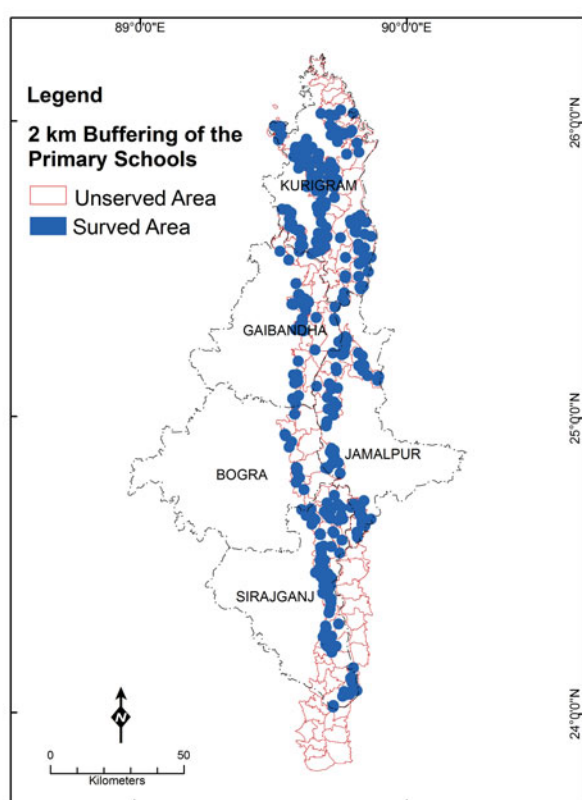 89°0'0"E
90°0'0"E
Legend
2 km Buffering of the
Primary Schools
Unserved Area
Surved Area
26°0'0"N
KURIGRAM
GAIBANDHA
25°0'0"N
JAMALPUR
BOGRA
SIRAJGANJ
24°0'0"N
N
0 50
Kilometers